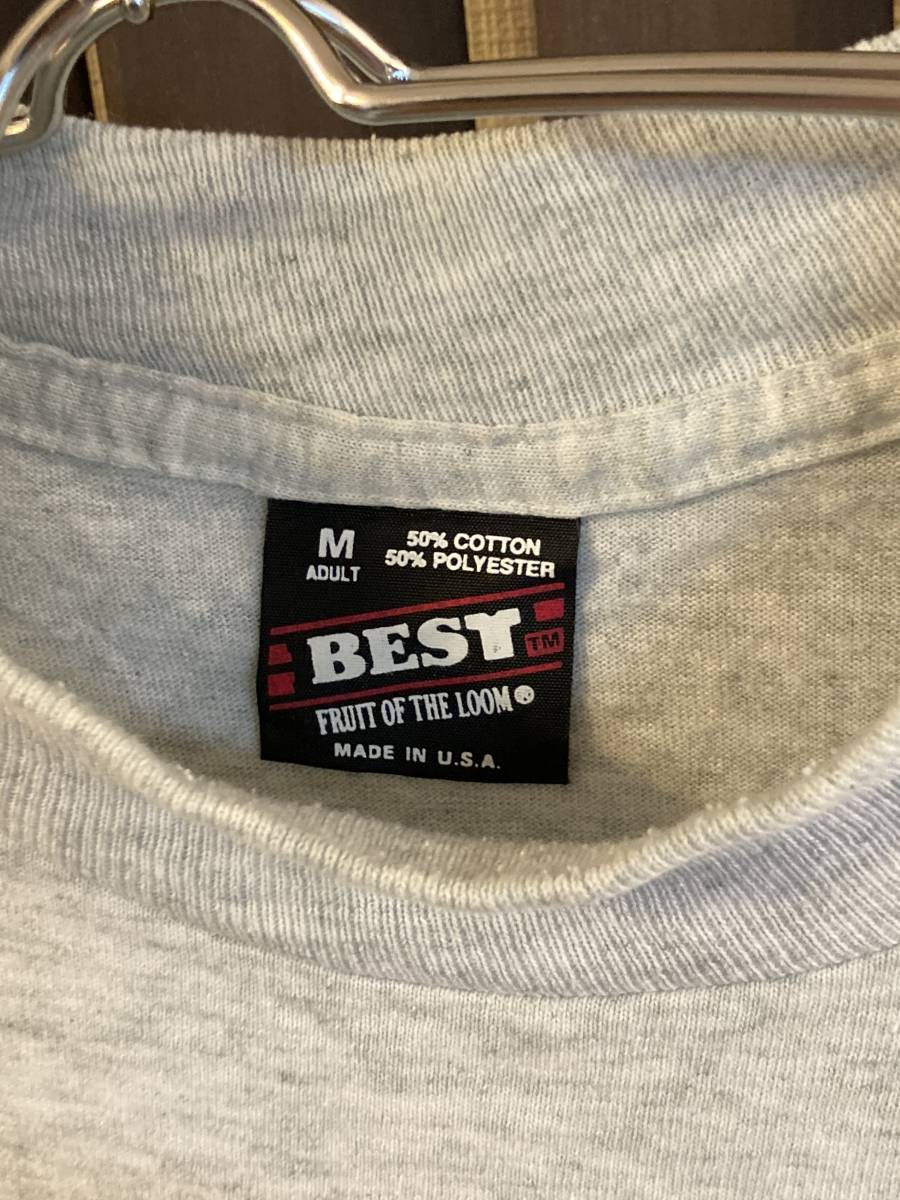 M
ADULT
50% COTTON
50% POLYESTER
BEST TM
FRUIT OF THE LOOM®
MADE IN U.S.A.